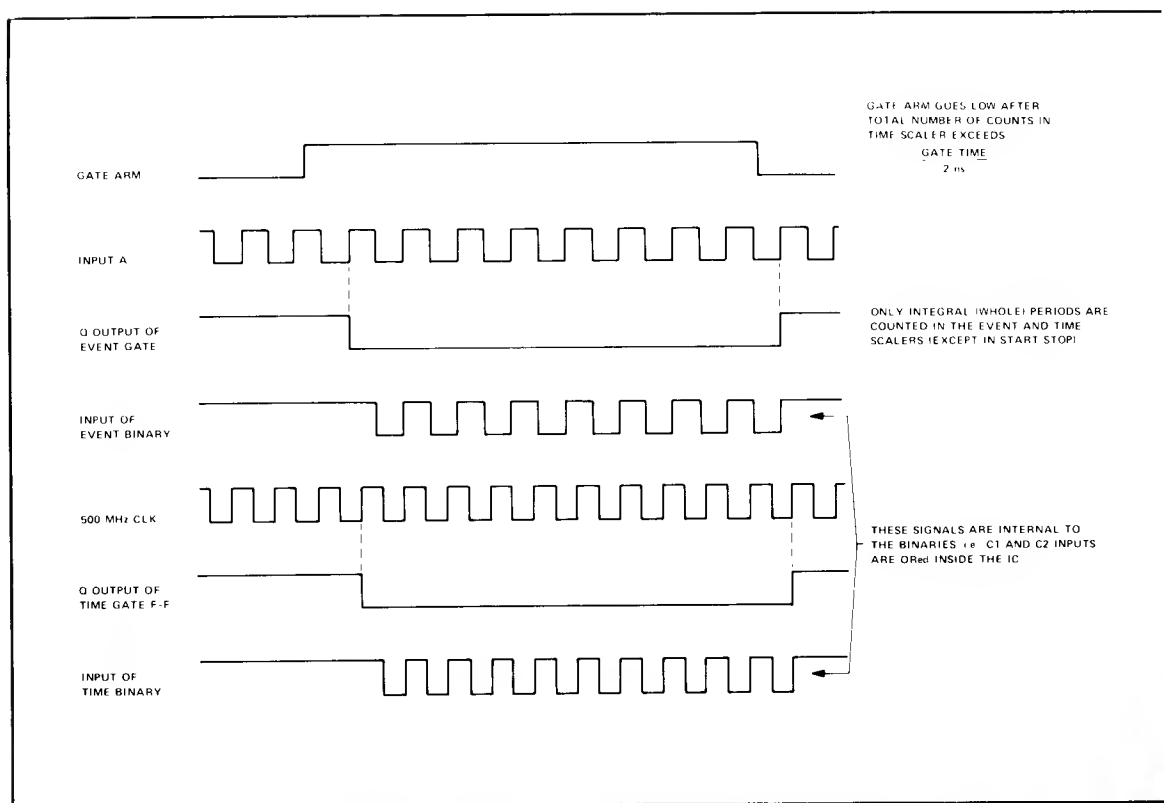 GATE ARM GOES LOW AFTER
TOTAL NUMBER OF COUNTS IN
TIME SCALER EXCEEDS
GATE TIME
2 ns
GATE ARM
INPUT A
Q OUTPUT OF
EVENT GATE
ONLY INTEGRAL (WHOLE) PERIODS ARE
COUNTED IN THE EVENT AND TIME
SCALERS (EXCEPT IN START STOP)
INPUT OF
EVENT BINARY
500 MHz CLK
THESE SIGNALS ARE INTERNAL TO
THE BINARIES i e C1 AND C2 INPUTS
ARE ORed INSIDE THE IC
Q OUTPUT OF
TIME GATE F-F
INPUT OF
TIME BINARY